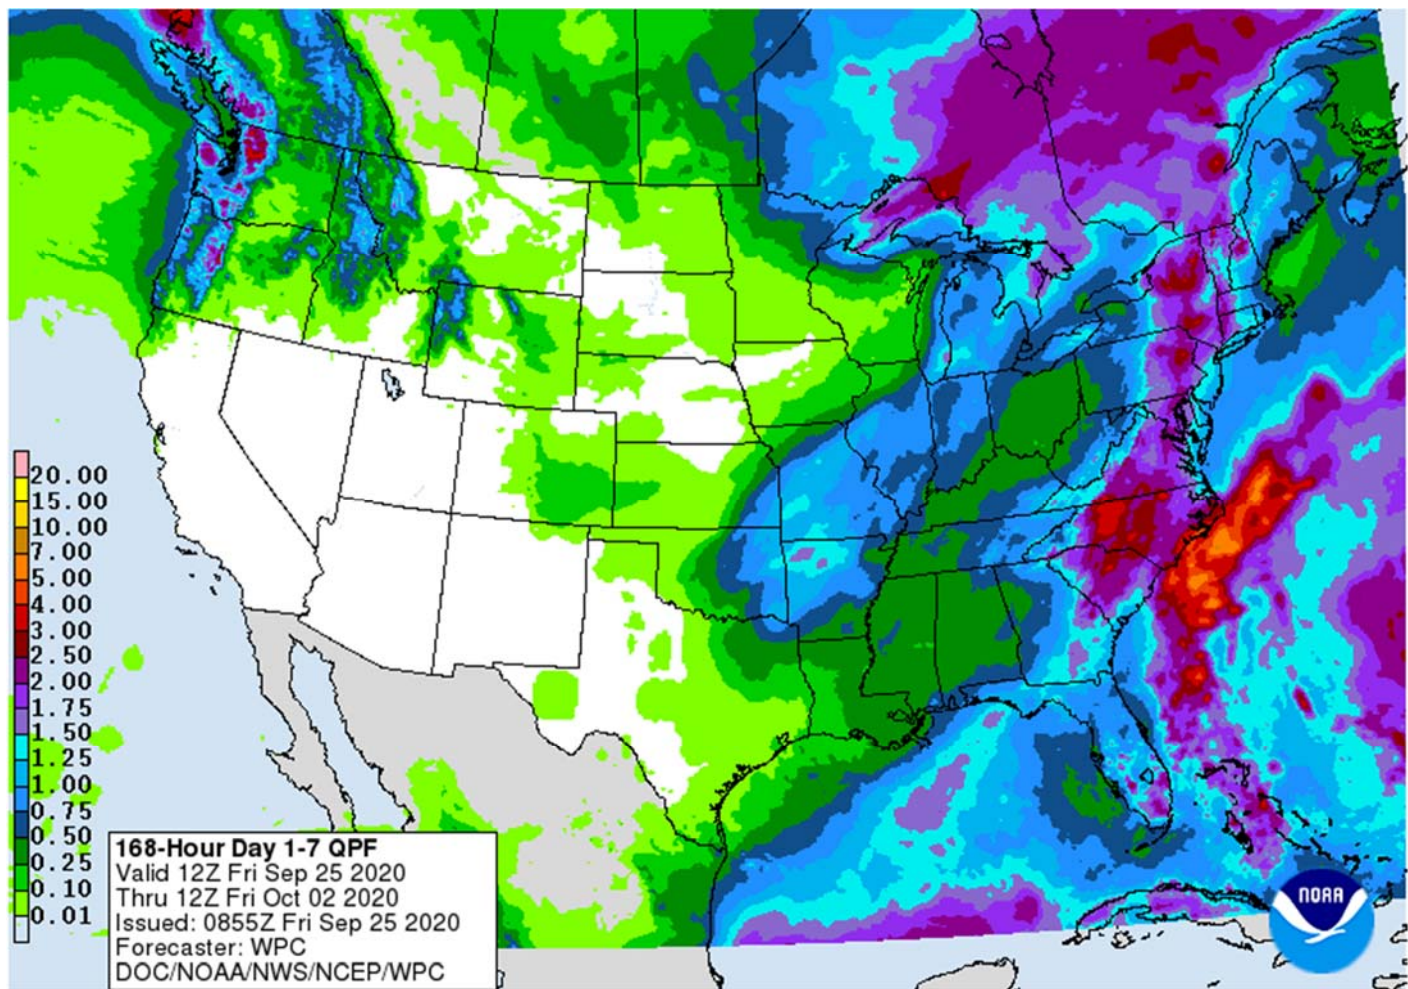 20.00
15.00
10.00
7.00
5.00
4.00
3.00
2.50
2.00
1.75
1.50
1.25
1.00
0.75
0.50
0.25
0.10
0.01
168-Hour Day 1-7 QPF
Valid 12Z Fri Sep 25 2020
Thru 12Z Fri Oct 02 2020
Issued: 0855Z Fri Sep 25 2020
Forecaster: WPC
DOC/NOAA/NWS/NCEP/WPC
NOAA